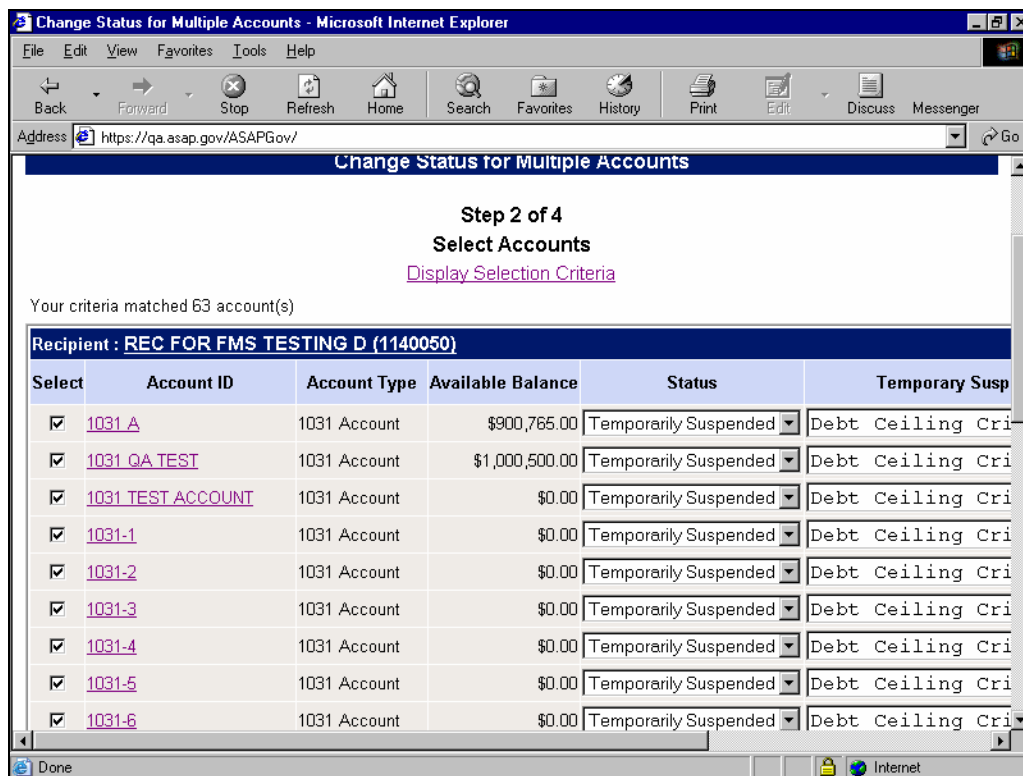 Change Status for Multiple Accounts - Microsoft Internet Explorer
File Edit View Favorites Tools Help
Back Forward Stop Refresh Home Search Favorites History Print Edit Discuss Messenger
Address https://qa.asap.gov/ASAPGov/ Go
Change Status for Multiple Accounts
Step 2 of 4
Select Accounts
Display Selection Criteria
Your criteria matched 63 account(s)
Recipient : REC FOR FMS TESTING D (1140050)
Select Account ID Account Type Available Balance Status Temporary Susp
1031 A 1031 Account $900,765.00 Temporarily Suspended Debt Ceiling Cri
1031 QA TEST 1031 Account $1,000,500.00 Temporarily Suspended Debt Ceiling Cri
1031 TEST ACCOUNT 1031 Account $0.00 Temporarily Suspended Debt Ceiling Cri
1031-1 1031 Account $0.00 Temporarily Suspended Debt Ceiling Cri
1031-2 1031 Account $0.00 Temporarily Suspended Debt Ceiling Cri
1031-3 1031 Account $0.00 Temporarily Suspended Debt Ceiling Cri
1031-4 1031 Account $0.00 Temporarily Suspended Debt Ceiling Cri
1031-5 1031 Account $0.00 Temporarily Suspended Debt Ceiling Cri
1031-6 1031 Account $0.00 Temporarily Suspended Debt Ceiling Cri
Done Internet